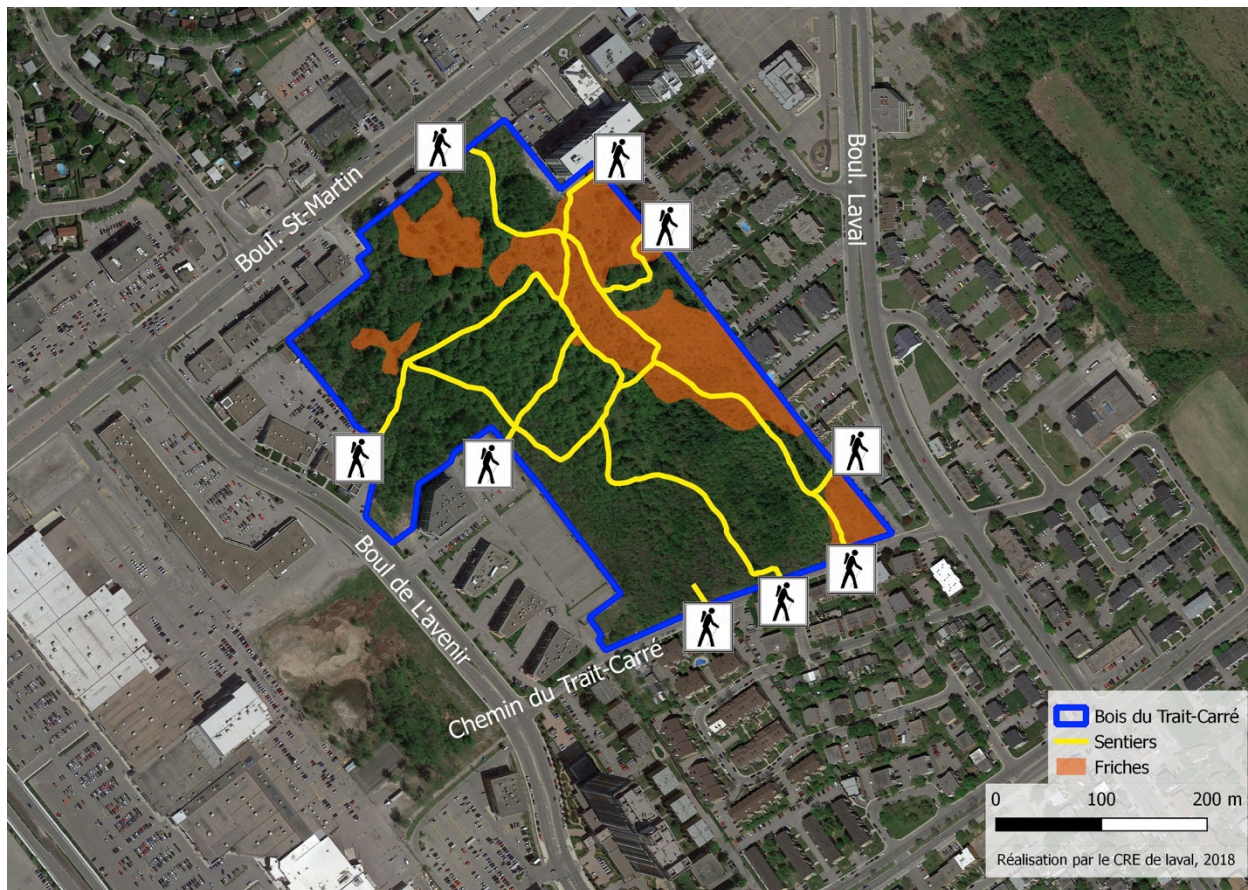 Boul. St-Martin
Boul. Laval
Boul de L'avenir
Chemin du Trait-Carré
Bois du Trait-Carré
Sentiers
Friches
0 100 200 m
Réalisation par le CRE de laval, 2018